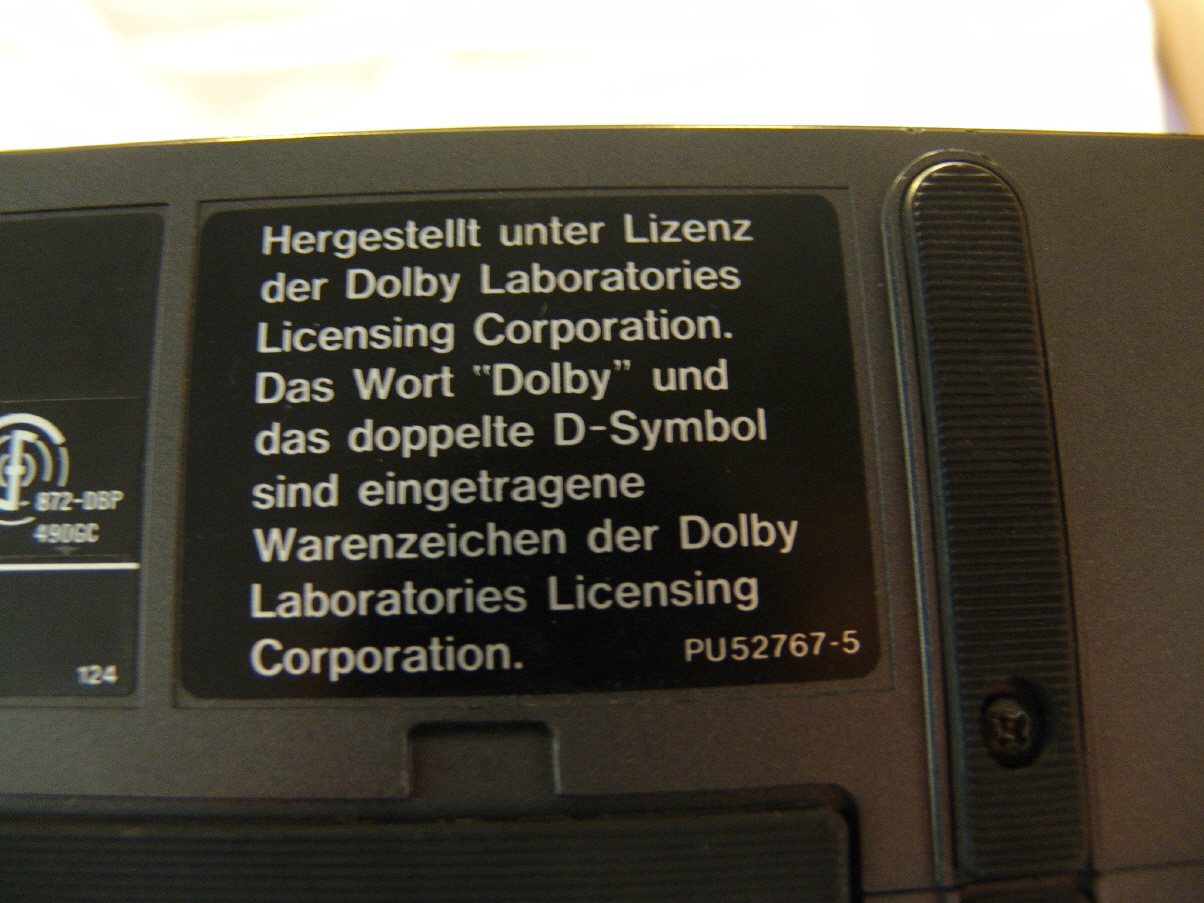 Hergestellt unter Lizenz
der Dolby Laboratories
Licensing Corporation.
Das Wort "Dolby" und
das doppelte D-Symbol
sind eingetragene
Warenzeichen der Dolby
Laboratories Licensing
Corporation.
PU52767-5
872-DBP
490GC
124